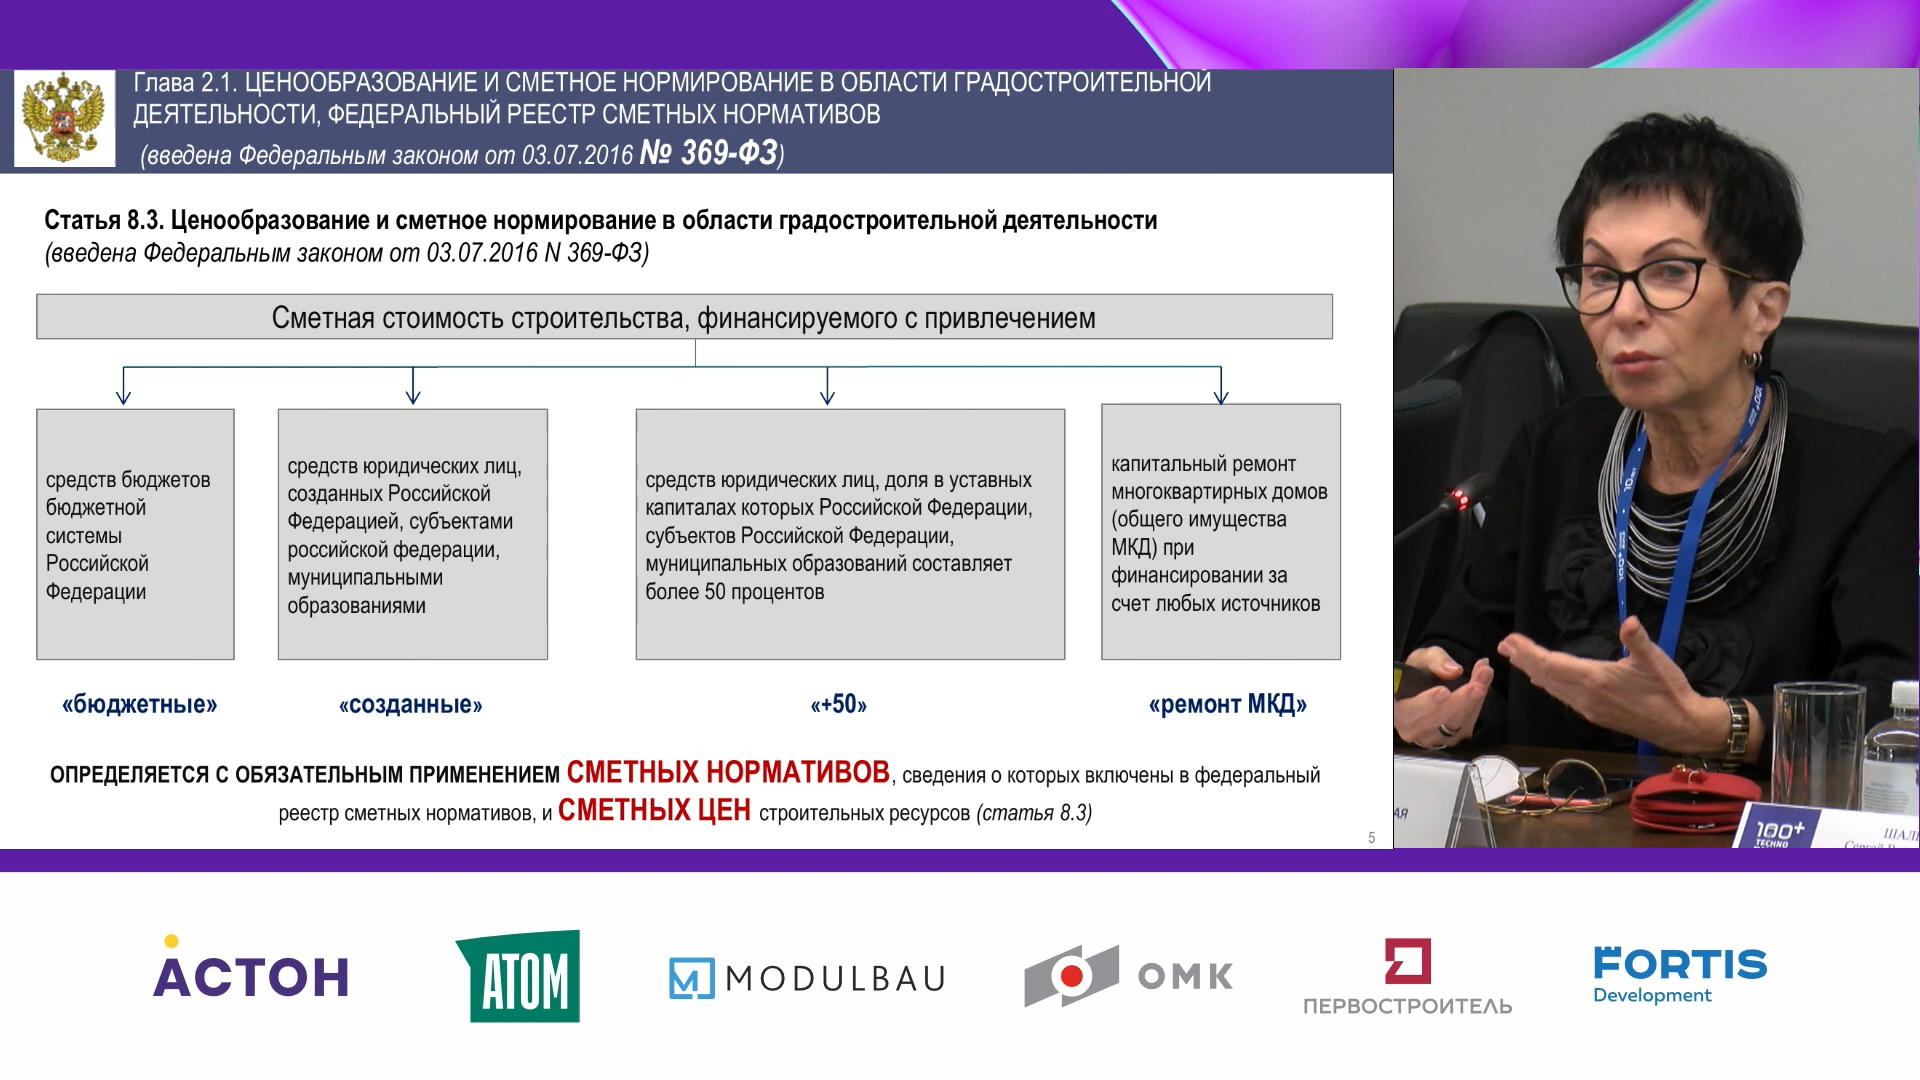 Глава 2.1. ЦЕНООБРАЗОВАНИЕ И СМЕТНОЕ НОРМИРОВАНИЕ В ОБЛАСТИ ГРАДОСТРОИТЕЛЬНОЙ
ДЕЯТЕЛЬНОСТИ, ФЕДЕРАЛЬНЫЙ РЕЕСТР СМЕТНЫХ НОРМАТИВОВ
(введена Федеральным законом от 03.07.2016 № 369-ФЗ)
Статья 8.3. Ценообразование и сметное нормирование в области градостроительной деятельности
(введена Федеральным законом от 03.07.2016 N 369-ФЗ)
Сметная стоимость строительства, финансируемого с привлечением
средств бюджетов
бюджетной
системы
Российской
Федерации
средств юридических лиц,
созданных Российской
Федерацией, субъектами
российской федерации,
муниципальными
образованиями
средств юридических лиц, доля в уставных
капиталах которых Российской Федерации,
субъектов Российской Федерации,
муниципальных образований составляет
более 50 процентов
капитальный ремонт
многоквартирных домов
(общего имущества
МКД) при
финансировании за
счет любых источников
«бюджетные»
«созданные»
«+50»
«ремонт МКД»
ОПРЕДЕЛЯЕТСЯ С ОБЯЗАТЕЛЬНЫМ ПРИМЕНЕНИЕМ СМЕТНЫХ НОРМАТИВОВ, сведения о которых включены в федеральный
реестр сметных нормативов, и СМЕТНЫХ ЦЕН строительных ресурсов (статья 8.3)
5
100+
TECHNO
АСТОН
АТОМ
MODULBAU
ОМК
ПЕРВОСТРОИТЕЛЬ
FORTIS
Development